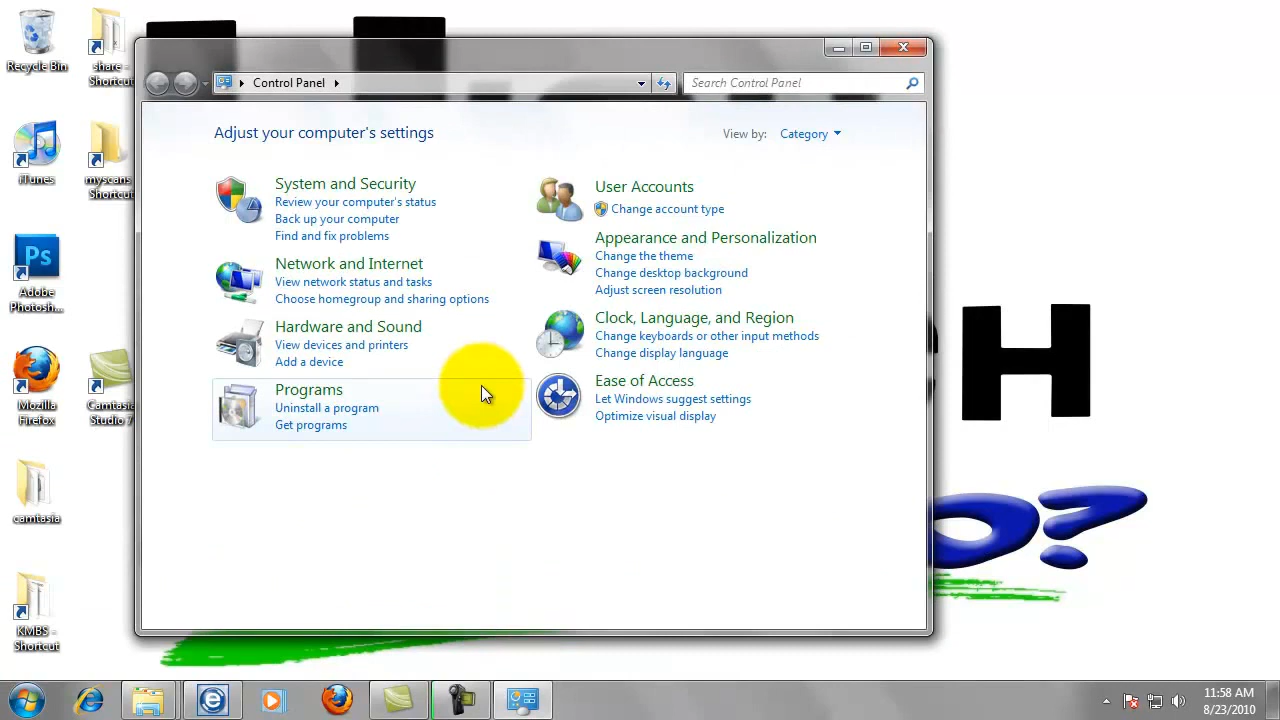 Recycle Bin
share -
Shortcut
iTunes
myscans
Shortcut
Ps
Adobe
Photosh...
Mozilla
Firefox
Camtasia
Studio 7
camtasia
KMBS -
Shortcut
Control Panel
Search Control Panel
Adjust your computer's settings
View by: Category
System and Security
Review your computer's status
Back up your computer
Find and fix problems
Network and Internet
View network status and tasks
Choose homegroup and sharing options
Hardware and Sound
View devices and printers
Add a device
Programs
Uninstall a program
Get programs
User Accounts
Change account type
Appearance and Personalization
Change the theme
Change desktop background
Adjust screen resolution
Clock, Language, and Region
Change keyboards or other input methods
Change display language
Ease of Access
Let Windows suggest settings
Optimize visual display
H
O?
11:58 AM
8/23/2010